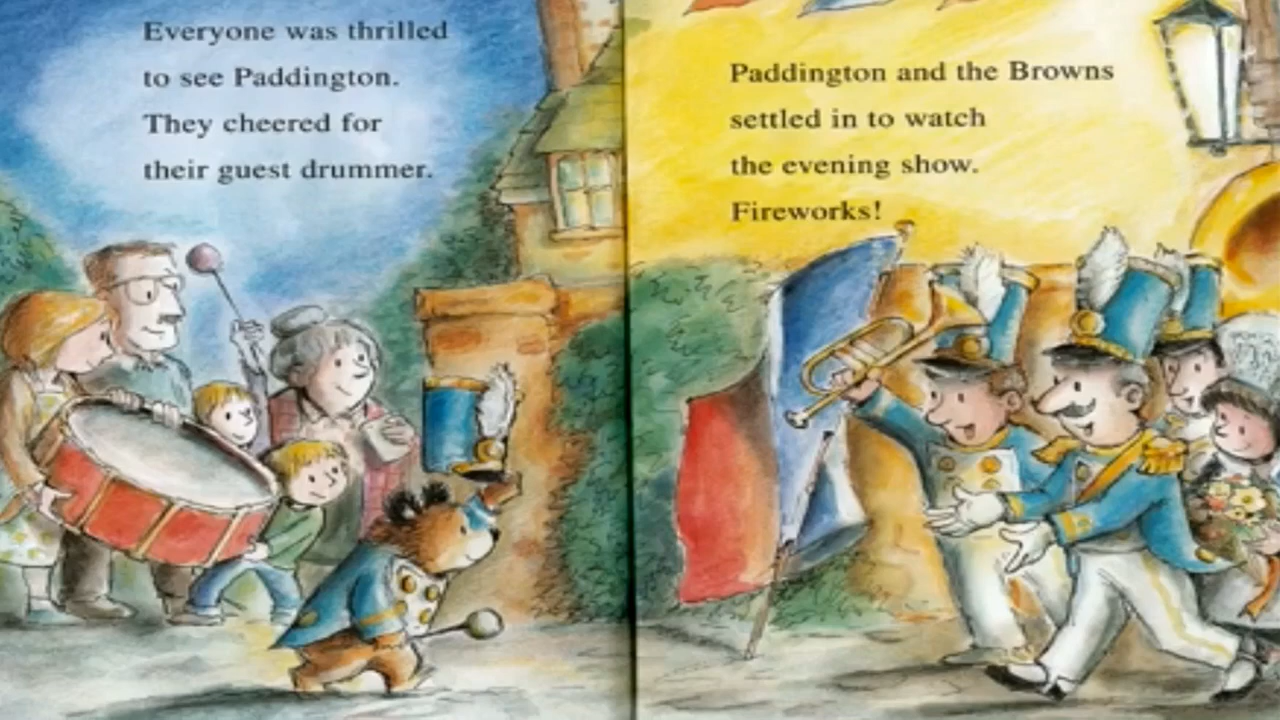 Everyone was thrilled
to see Paddington.
They cheered for
their guest drummer.
Paddington and the Browns
settled in to watch
the evening show.
Fireworks!